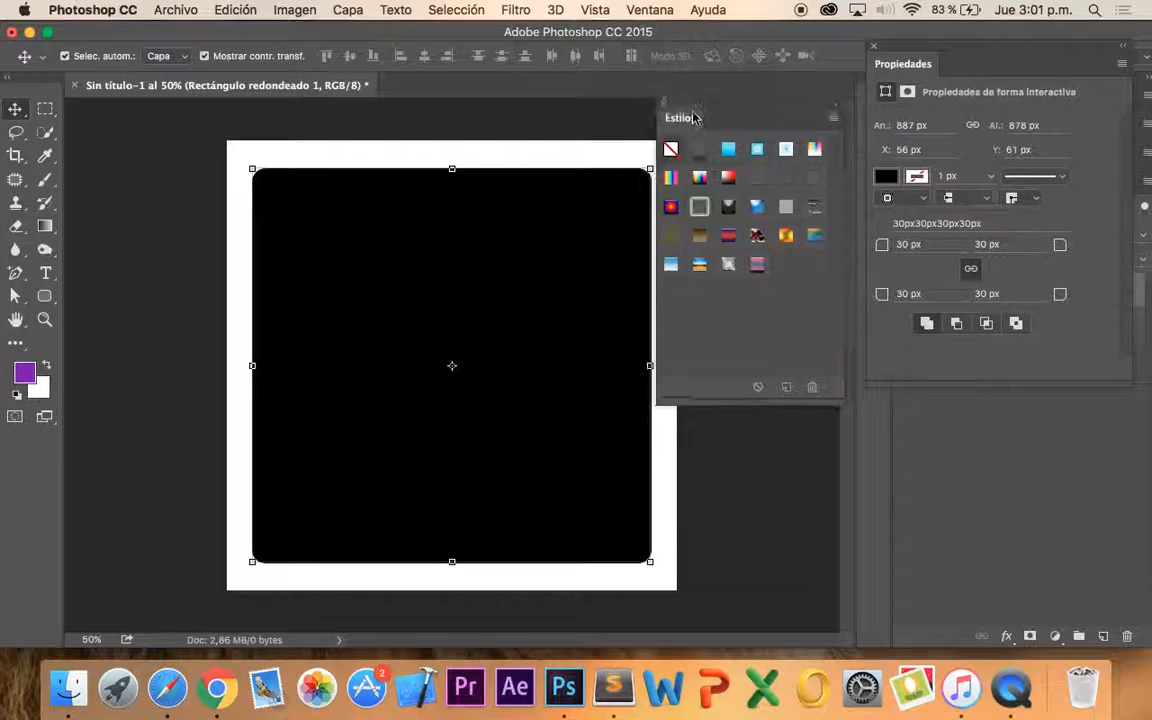 Photoshop CC Archivo Edición Imagen Capa Texto Selección Filtro 3D Vista Ventana Ayuda 83 % Jue 3:01 p.m.
Adobe Photoshop CC 2015
Selec. autom.: Capa Mostrar contr. transf. Modo 3D:
Sin título-1 al 50% (Rectángulo redondeado 1, RGB/8) *
Estilo
Propiedades
Propiedades de forma interactiva
An.: 887 px Al.: 878 px
X: 56 px Y: 61 px
1 px
30px30px30px30px
30 px 30 px
30 px 30 px
T
fx
50% Doc: 2,86 MB/0 bytes
2
Pr Ae Ps W P X O